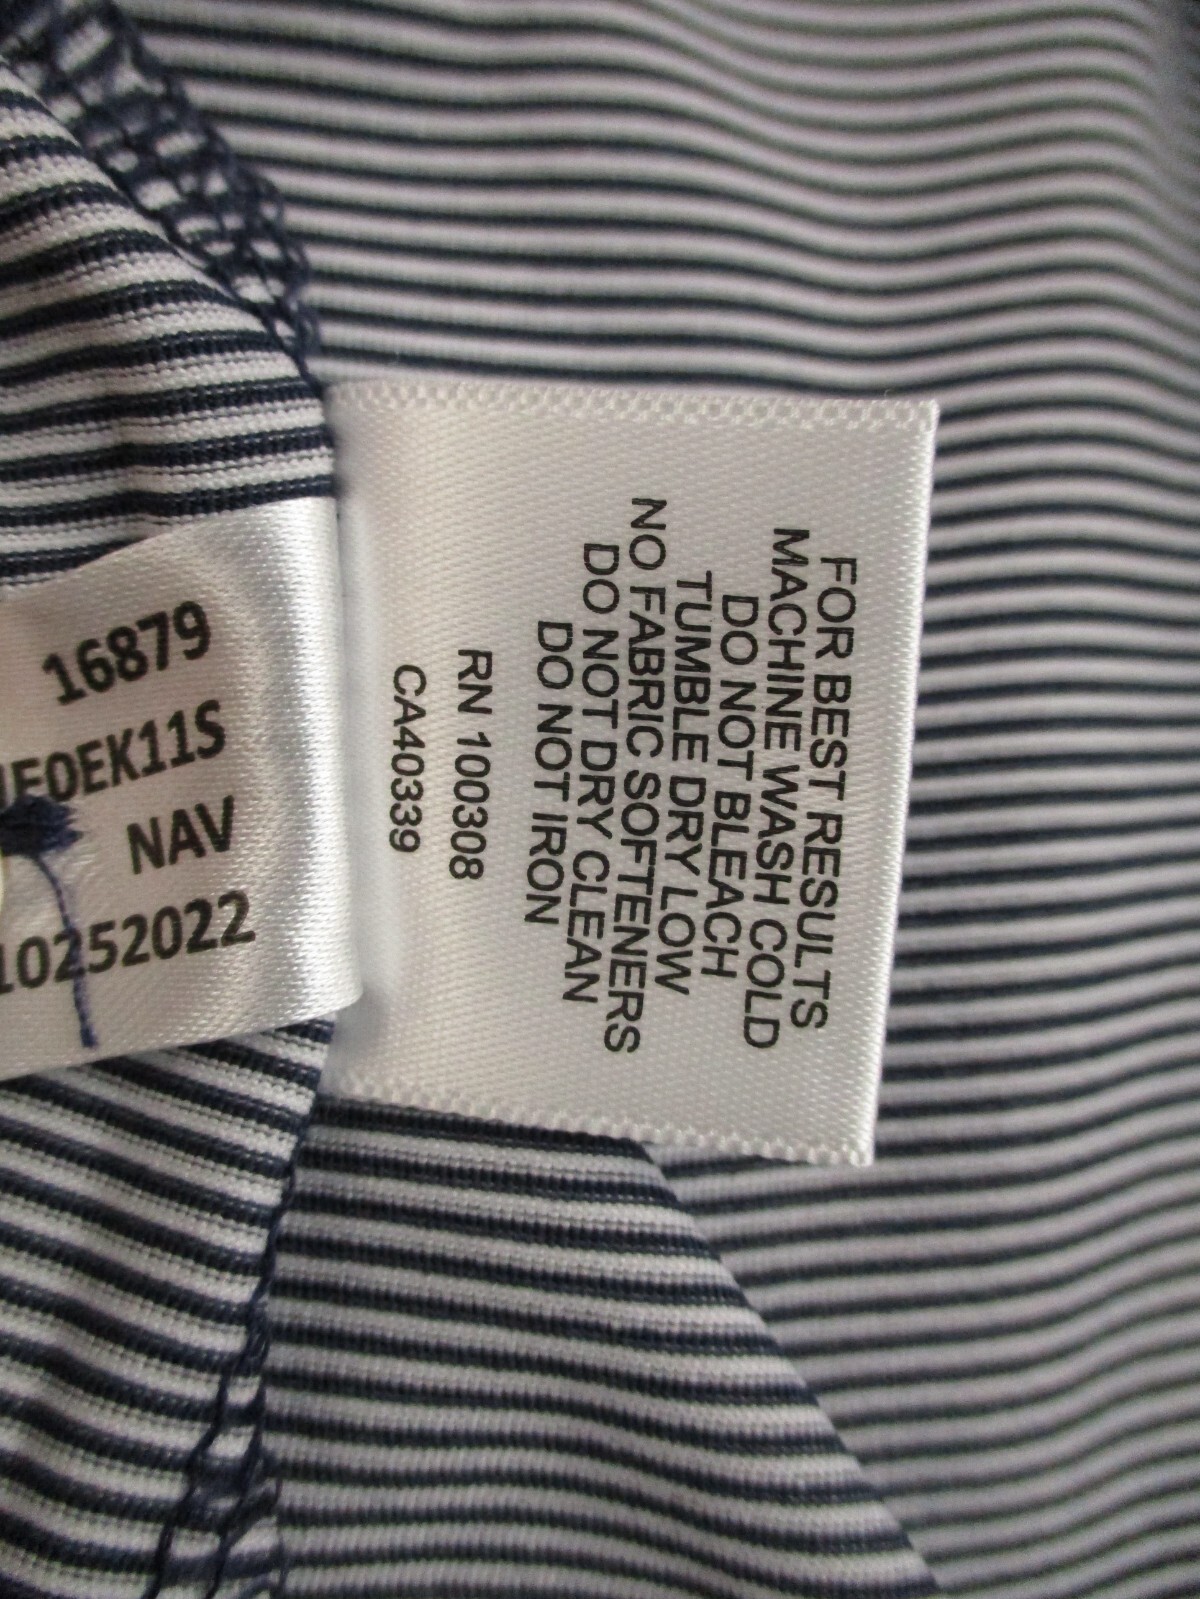 FOR BEST RESULTS
MACHINE WASH COLD
DO NOT BLEACH
TUMBLE DRY LOW
NO FABRIC SOFTENERS
DO NOT DRY CLEAN
DO NOT IRON
RN 100308
CA40339
16879
NAV
10252022